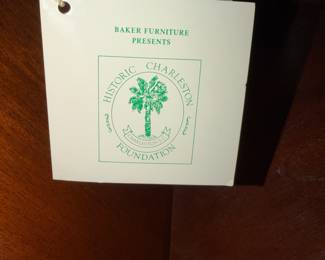 BAKER FURNITURE
PRESENTS
HISTORIC CHARLESTON
FOUNDATION